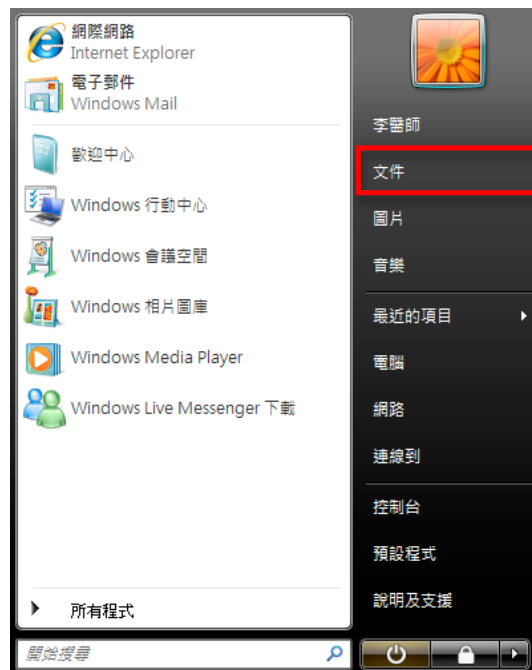 網際網路
Internet Explorer
電子郵件
Windows Mail
歡迎中心
Windows 行動中心
Windows 會議空間
Windows 相片圖庫
Windows Media Player
Windows Live Messenger 下載
所有程式
開始搜尋
李醫師
文件
圖片
音樂
最近的項目
電腦
網路
連線到
控制台
預設程式
說明及支援